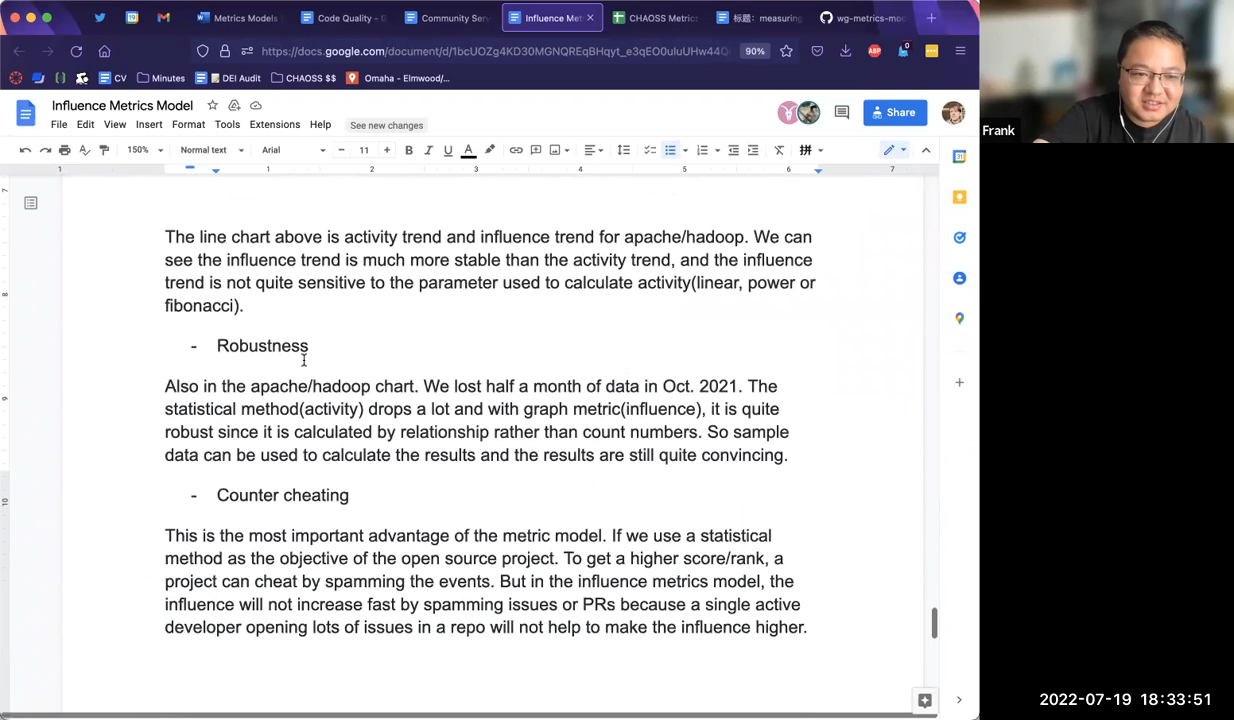 Metrics Models
Code Quality – G
Community Ser
Influence Met
CHAOSS Metric
标题：measuring
wg-metrics-mo
https://docs.google.com/document/d/1bcUOZg4KD30MGNQREqBHqyt_e3qEO0uIuUHw44Q
90%
CV
Minutes
DEI Audit
CHAOSS $$
Omaha - Elmwood/...
Influence Metrics Model
Share
File Edit View Insert Format Tools Extensions Help
See new changes
150%
Normal text
Arial
11
The line chart above is activity trend and influence trend for apache/hadoop. We can
see the influence trend is much more stable than the activity trend, and the influence
trend is not quite sensitive to the parameter used to calculate activity(linear, power or
fibonacci).
- Robustness
Also in the apache/hadoop chart. We lost half a month of data in Oct. 2021. The
statistical method(activity) drops a lot and with graph metric(influence), it is quite
robust since it is calculated by relationship rather than count numbers. So sample
data can be used to calculate the results and the results are still quite convincing.
- Counter cheating
This is the most important advantage of the metric model. If we use a statistical
method as the objective of the open source project. To get a higher score/rank, a
project can cheat by spamming the events. But in the influence metrics model, the
influence will not increase fast by spamming issues or PRs because a single active
developer opening lots of issues in a repo will not help to make the influence higher.
Frank
2022-07-19 18:33:51